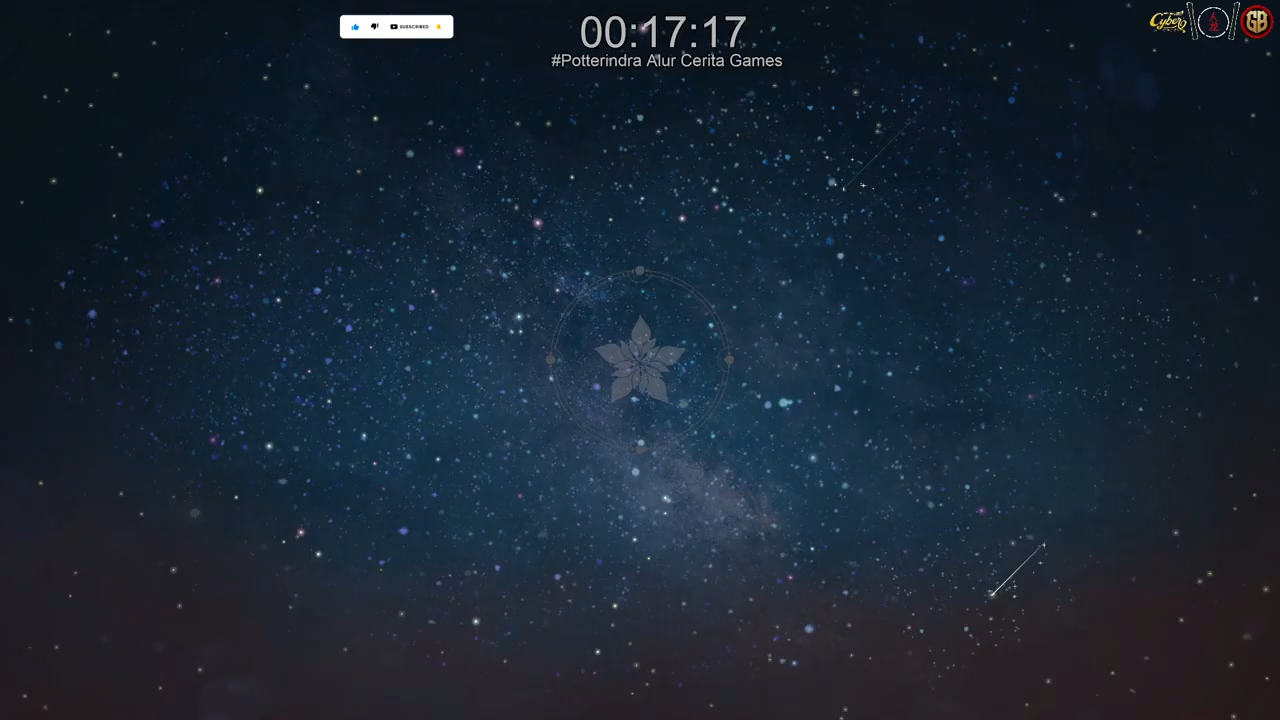 SUBSCRIBED
00:17:17
#Potterindra Alur Cerita Games
Cyber
GB